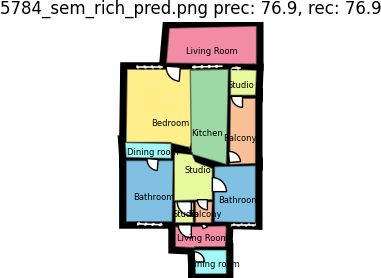 5784_sem_rich_pred.png prec: 76.9, rec: 76.9
Living Room
Studio
Bedroom
Kitchen
Balcony
Dining room
Studio
Bathroom
Bathroom
Studio
Balcony
Living Room
Dining room